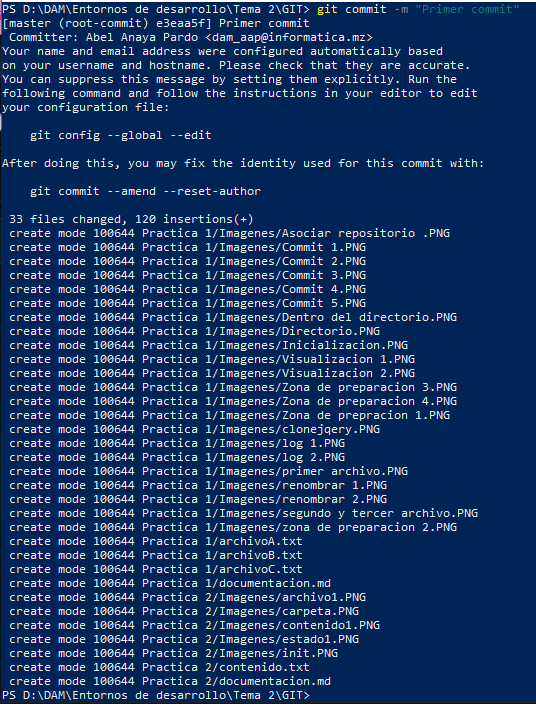 PS D:\DAM\Entornos de desarrollo\Tema 2\GIT> git commit -m "Primer commit"
[master (root-commit) e3eaa5f] Primer commit
 Committer: Abel Anaya Pardo <dam_aap@informatica.mz>
Your name and email address were configured automatically based
on your username and hostname. Please check that they are accurate.
You can suppress this message by setting them explicitly. Run the
following command and follow the instructions in your editor to edit
your configuration file:
    git config --global --edit
After doing this, you may fix the identity used for this commit with:
    git commit --amend --reset-author
 33 files changed, 120 insertions(+)
 create mode 100644 Practica 1/Imagenes/Asociar repositorio .PNG
 create mode 100644 Practica 1/Imagenes/Commit 1.PNG
 create mode 100644 Practica 1/Imagenes/Commit 2.PNG
 create mode 100644 Practica 1/Imagenes/Commit 3.PNG
 create mode 100644 Practica 1/Imagenes/Commit 4.PNG
 create mode 100644 Practica 1/Imagenes/Commit 5.PNG
 create mode 100644 Practica 1/Imagenes/Dentro del directorio.PNG
 create mode 100644 Practica 1/Imagenes/Directorio.PNG
 create mode 100644 Practica 1/Imagenes/Inicializacion.PNG
 create mode 100644 Practica 1/Imagenes/Visualizacion 1.PNG
 create mode 100644 Practica 1/Imagenes/Visualizacion 2.PNG
 create mode 100644 Practica 1/Imagenes/Zona de preparacion 3.PNG
 create mode 100644 Practica 1/Imagenes/Zona de preparacion 4.PNG
 create mode 100644 Practica 1/Imagenes/Zona de prepracion 1.PNG
 create mode 100644 Practica 1/Imagenes/clonejqery.PNG
 create mode 100644 Practica 1/Imagenes/log 1.PNG
 create mode 100644 Practica 1/Imagenes/log 2.PNG
 create mode 100644 Practica 1/Imagenes/primer archivo.PNG
 create mode 100644 Practica 1/Imagenes/renombrar 1.PNG
 create mode 100644 Practica 1/Imagenes/renombrar 2.PNG
 create mode 100644 Practica 1/Imagenes/segundo y tercer archivo.PNG
 create mode 100644 Practica 1/Imagenes/zona de preparacion 2.PNG
 create mode 100644 Practica 1/archivoA.txt
 create mode 100644 Practica 1/archivoB.txt
 create mode 100644 Practica 1/archivoC.txt
 create mode 100644 Practica 1/documentacion.md
 create mode 100644 Practica 2/Imagenes/archivo1.PNG
 create mode 100644 Practica 2/Imagenes/carpeta.PNG
 create mode 100644 Practica 2/Imagenes/contenido1.PNG
 create mode 100644 Practica 2/Imagenes/estado1.PNG
 create mode 100644 Practica 2/Imagenes/init.PNG
 create mode 100644 Practica 2/contenido.txt
 create mode 100644 Practica 2/documentacion.md
PS D:\DAM\Entornos de desarrollo\Tema 2\GIT>